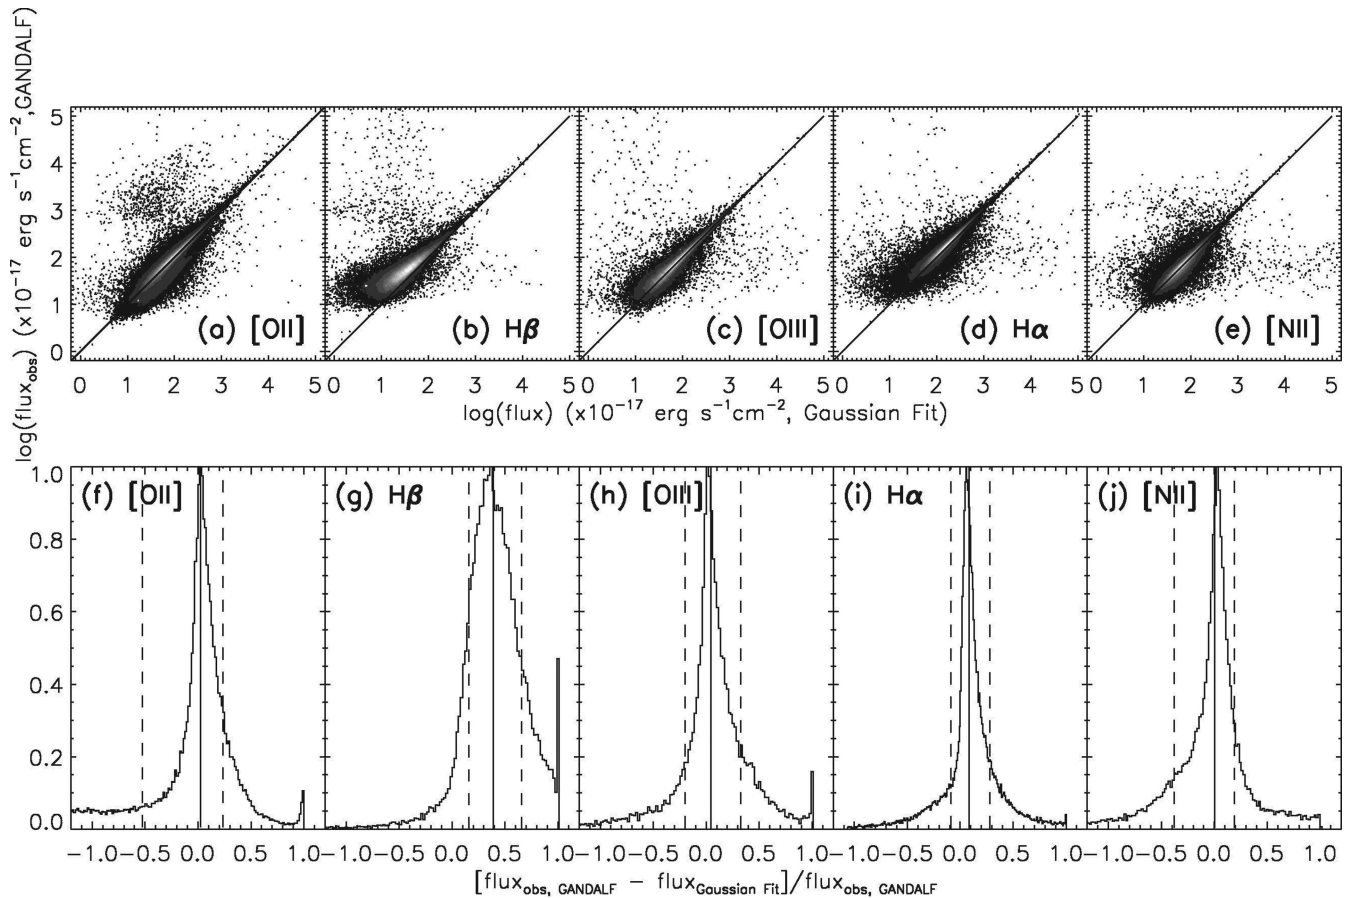 log(flux_obs) (x10^−17 erg s^−1cm^−2,GANDALF)
5
4
3
2
1
0
(a) [OII]
(b) Hβ
(c) [OIII]
(d) Hα
(e) [NII]
0 1 2 3 4 5
0 1 2 3 4 5
0 1 2 3 4 5
0 1 2 3 4 5
0 1 2 3 4 5
log(flux) (x10^−17 erg s^−1cm^−2, Gaussian Fit)
1.0
0.8
0.6
0.4
0.2
0.0
(f) [OII]
(g) Hβ
(h) [OIII]
(i) Hα
(j) [NII]
−1.0 −0.5 0.0 0.5 1.0
−1.0 −0.5 0.0 0.5 1.0
−1.0 −0.5 0.0 0.5 1.0
−1.0 −0.5 0.0 0.5 1.0
−1.0 −0.5 0.0 0.5 1.0
[flux_obs, GANDALF − flux_Gaussian Fit]/flux_obs, GANDALF